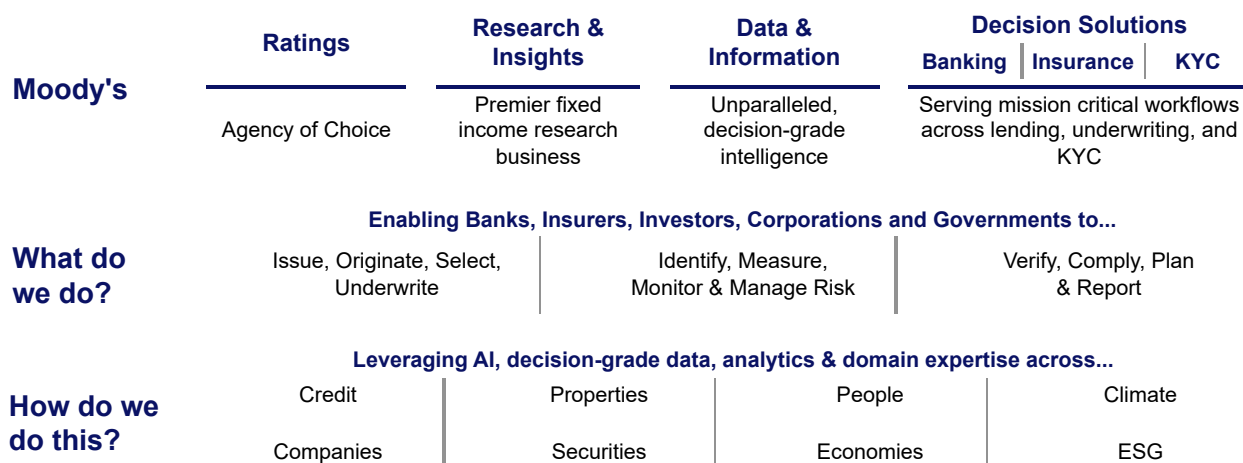 Moody's
Ratings
Agency of Choice
Research &
Insights
Premier fixed
income research
business
Data &
Information
Unparalleled,
decision-grade
intelligence
Decision Solutions
Banking
Insurance
KYC
Serving mission critical workflows
across lending, underwriting, and
KYC
What do
we do?
Enabling Banks, Insurers, Investors, Corporations and Governments to...
Issue, Originate, Select,
Underwrite
Identify, Measure,
Monitor & Manage Risk
Verify, Comply, Plan
& Report
How do we
do this?
Leveraging AI, decision-grade data, analytics & domain expertise across...
Credit
Properties
People
Climate
Companies
Securities
Economies
ESG